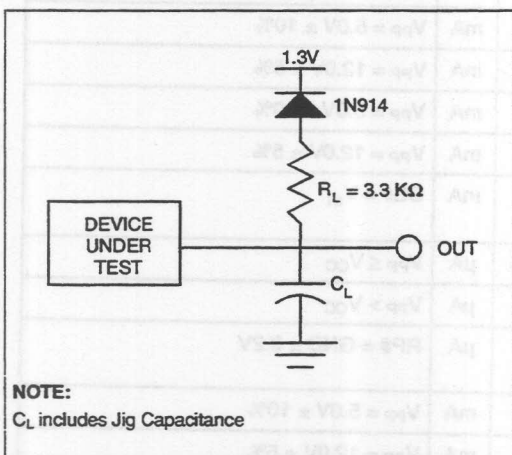 1.3V
1N914
R_L = 3.3 KΩ
DEVICE
UNDER
TEST
OUT
C_L
NOTE:
C_L includes Jig Capacitance